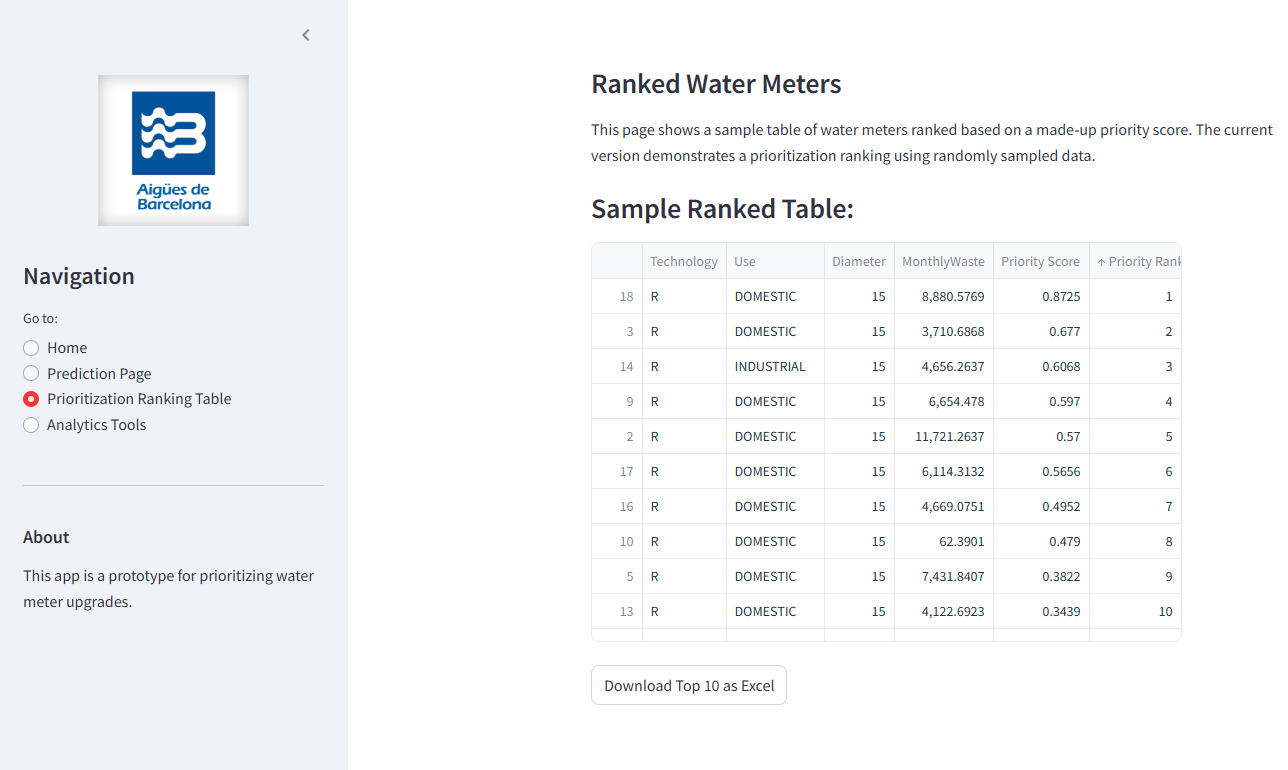 Aigües de
Barcelona
Navigation
Go to:
Home
Prediction Page
Prioritization Ranking Table
Analytics Tools
About
This app is a prototype for prioritizing water
meter upgrades.
Ranked Water Meters
This page shows a sample table of water meters ranked based on a made-up priority score. The current
version demonstrates a prioritization ranking using randomly sampled data.
Sample Ranked Table:
Technology Use Diameter MonthlyWaste Priority Score ↑ Priority Rank
18 R DOMESTIC 15 8,880.5769 0.8725 1
3 R DOMESTIC 15 3,710.6868 0.677 2
14 R INDUSTRIAL 15 4,656.2637 0.6068 3
9 R DOMESTIC 15 6,654.478 0.597 4
2 R DOMESTIC 15 11,721.2637 0.57 5
17 R DOMESTIC 15 6,114.3132 0.5656 6
16 R DOMESTIC 15 4,669.0751 0.4952 7
10 R DOMESTIC 15 62.3901 0.479 8
5 R DOMESTIC 15 7,431.8407 0.3822 9
13 R DOMESTIC 15 4,122.6923 0.3439 10
Download Top 10 as Excel